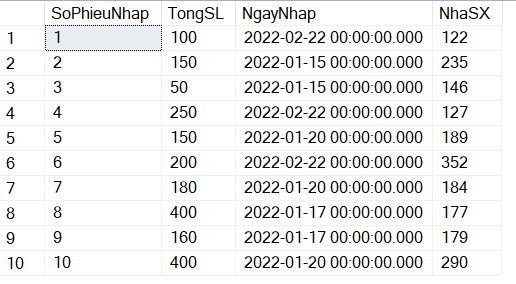 SoPhieuNhap TongSL NgayNhap NhaSX
1 1 100 2022-02-22 00:00:00.000 122
2 2 150 2022-01-15 00:00:00.000 235
3 3 50 2022-01-15 00:00:00.000 146
4 4 250 2022-02-22 00:00:00.000 127
5 5 150 2022-01-20 00:00:00.000 189
6 6 200 2022-02-22 00:00:00.000 352
7 7 180 2022-01-20 00:00:00.000 184
8 8 400 2022-01-17 00:00:00.000 177
9 9 160 2022-01-17 00:00:00.000 179
10 10 400 2022-01-20 00:00:00.000 290